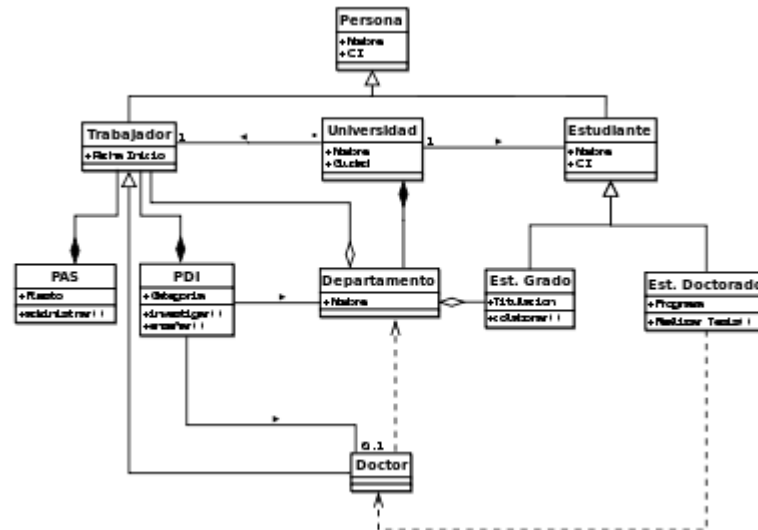 Persona
+Nombre
+CI
Trabajador
+Fecha Inicio
1
*
Universidad
+Nombre
+Ciudad
1
Estudiante
+Nombre
+CI
PAS
+Puesto
+administrar()
PDI
+Categoria
+investigar()
+enseñar()
Departamento
+Nombre
Est. Grado
+Titulacion
+colaborar()
Est. Doctorado
+Programa
+Realizar Tesis()
0.1
Doctor